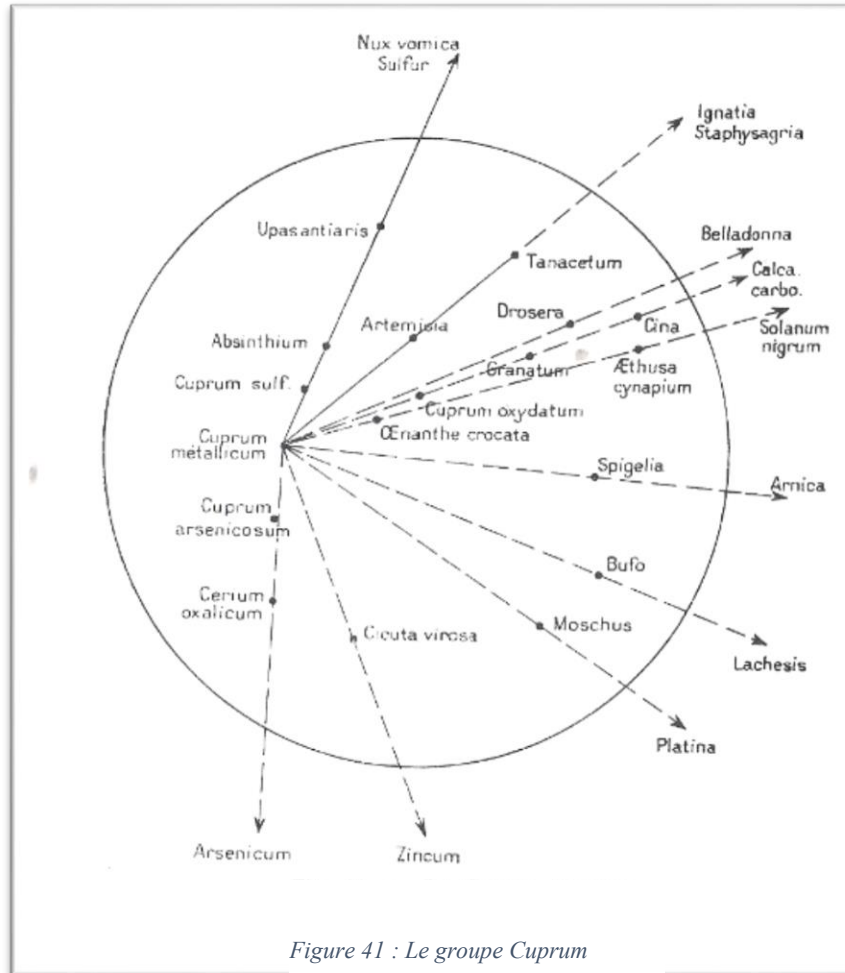 Nux vomica
Sulfur
Ignatia
Staphysagria
Upasantiaris
Belladonna
Tanacetum
Calca.
carbo.
Drosera
Cina
Solanum
nigrum
Artemisia
Absinthium
Granatum
Æthusa
cynapium
Cuprum sulf.
Cuprum oxydatum
Œnanthe crocata
Cuprum
métallicum
Spigelia
Arnica
Cuprum
arsenicosum
Bufo
Cerium
oxalicum
Moschus
Cicuta virosa
Lachesis
Platina
Arsenicum
Zincum
Figure 41 : Le groupe Cuprum